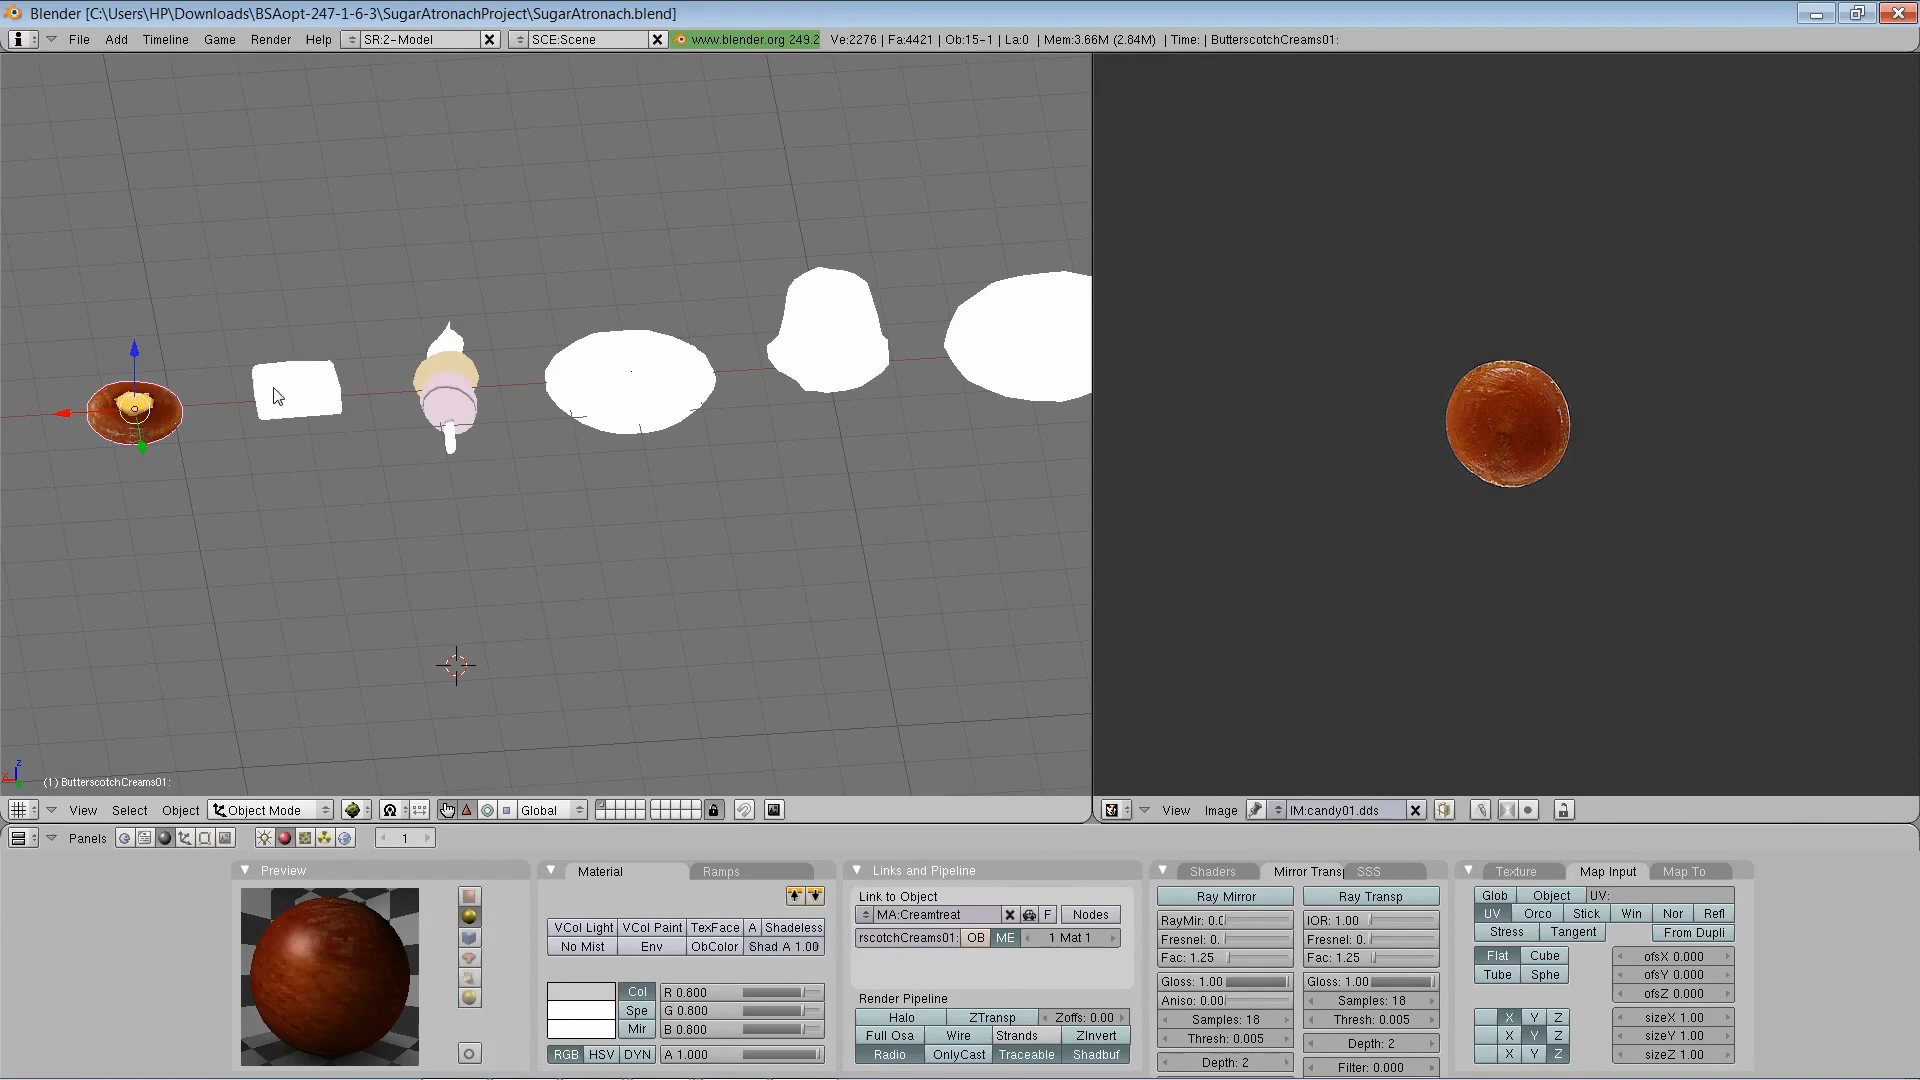 Blender [C:\Users\HP\Downloads\BSAopt-247-1-6-3\SugarAtronachProject\SugarAtronach.blend]
File Add Timeline Game Render Help SR:2-Model SCE:Scene www.blender.org 249.2 Ve:2276 | Fa:4421 | Ob:15-1 | La:0 | Mem:3.66M (2.84M) | Time: | ButterscotchCreams01:
z
x
(1) ButterscotchCreams01:
View Select Object Object Mode Global
View Image IM:candy01.dds
Panels 1
Preview
Material Ramps
VCol Light VCol Paint TexFace A Shadeless
No Mist Env ObColor Shad A 1.00
Col R 0.800
Spe G 0.800
Mir B 0.800
RGB HSV DYN A 1.000
Links and Pipeline
Link to Object
MA:Creamtreat F Nodes
rscotchCreams01: OB ME 1 Mat 1
Render Pipeline
Halo ZTransp Zoffs: 0.00
Full Osa Wire Strands ZInvert
Radio OnlyCast Traceable Shadbuf
Shaders Mirror Transp SSS
Ray Mirror Ray Transp
RayMir: 0.0 IOR: 1.00
Fresnel: 0. Fresnel: 0.
Fac: 1.25 Fac: 1.25
Gloss: 1.00 Gloss: 1.00
Aniso: 0.00 Samples: 18
Samples: 18 Thresh: 0.005
Thresh: 0.005 Depth: 2
Depth: 2 Filter: 0.000
Texture Map Input Map To
Glob Object UV:
UV Orco Stick Win Nor Refl
Stress Tangent From Dupli
Flat Cube ofsX 0.000
Tube Sphe ofsY 0.000
ofsZ 0.000
X Y Z sizeX 1.00
X Y Z sizeY 1.00
X Y Z sizeZ 1.00